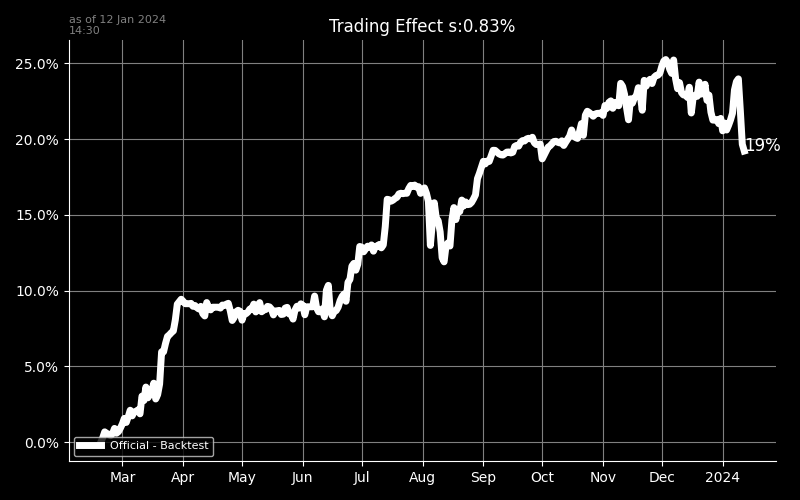 as of 12 Jan 2024
14:30
Trading Effect s:0.83%
25.0%
20.0%
15.0%
10.0%
5.0%
0.0%
19%
Official - Backtest
Mar Apr May Jun Jul Aug Sep Oct Nov Dec 2024